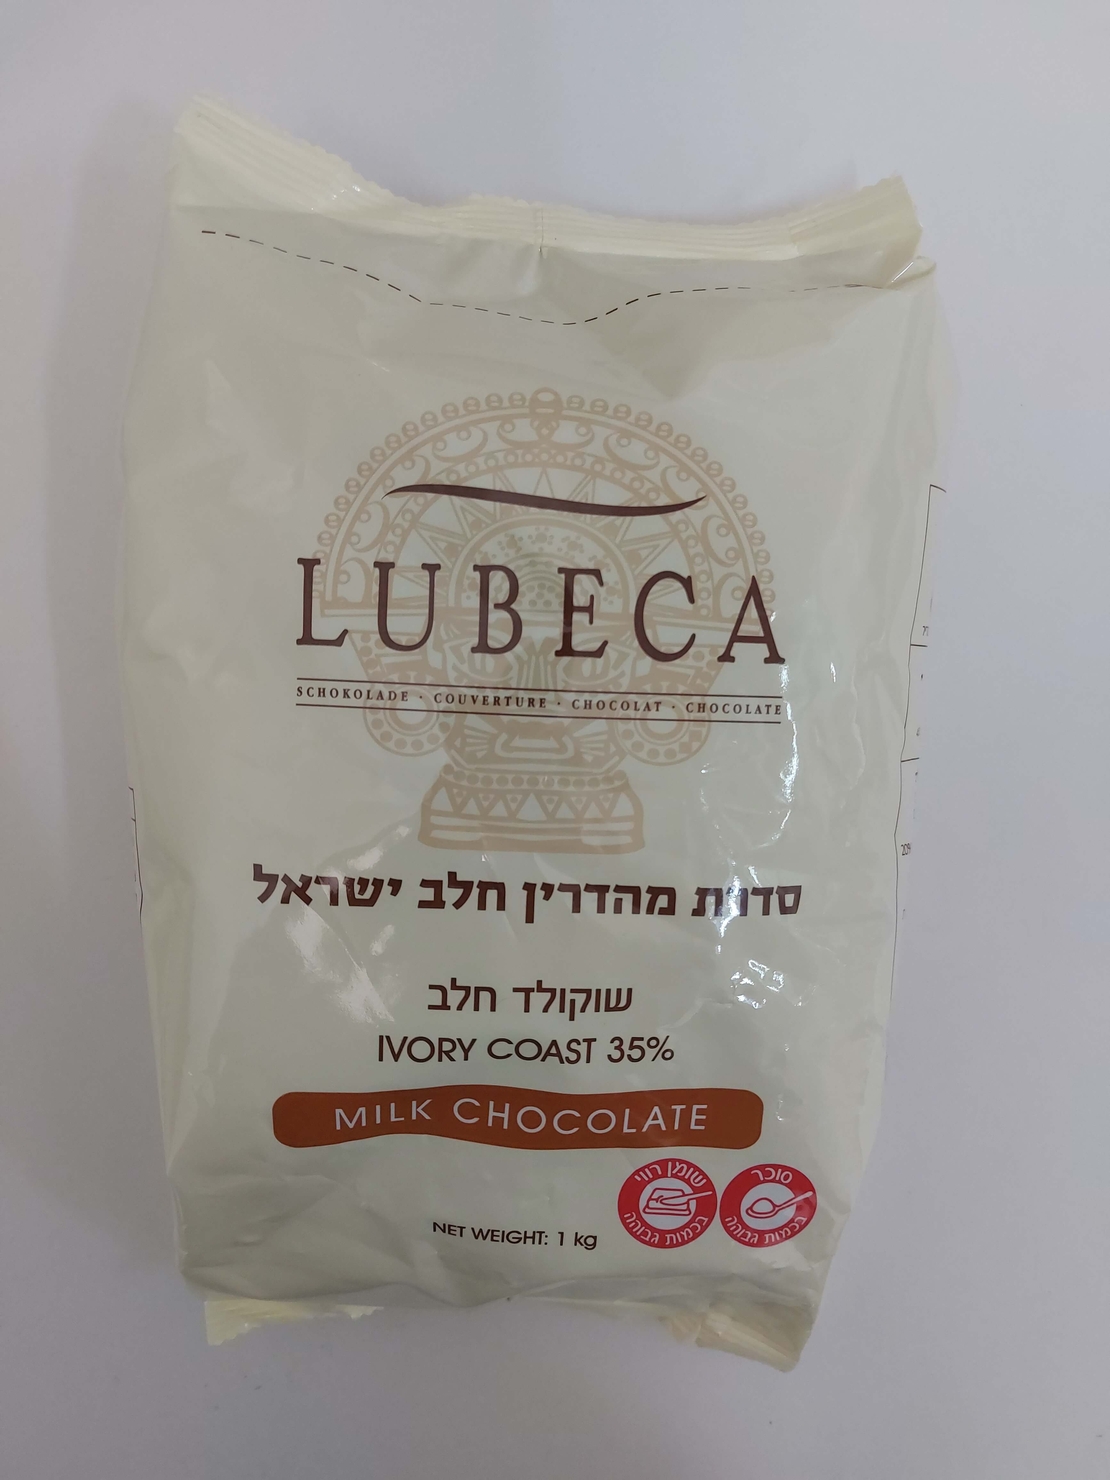 LUBECA
SCHOKOLADE · COUVERTURE · CHOCOLAT · CHOCOLATE
סדרת מהדרין חלב ישראל
שוקולד חלב
IVORY COAST 35%
MILK CHOCOLATE
שומן רווי
בכמות גבוהה
סוכר
בכמות גבוהה
NET WEIGHT: 1 kg